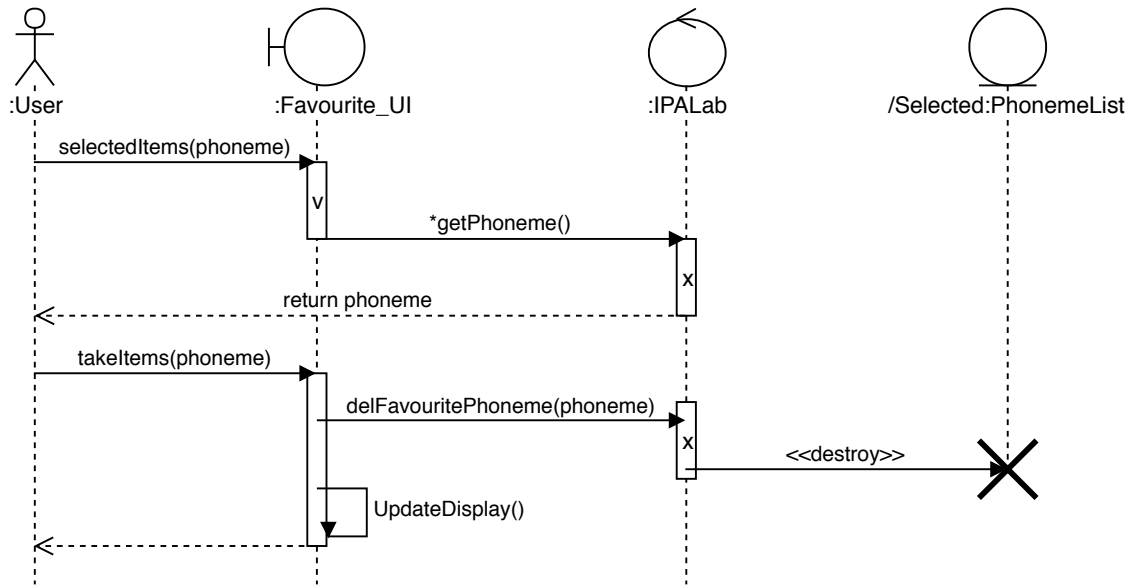 :User
:Favourite_UI
:IPALab
/Selected:PhonemeList
selectedItems(phoneme)
v
*getPhoneme()
x
return phoneme
takeItems(phoneme)
delFavouritePhoneme(phoneme)
x
<<destroy>>
UpdateDisplay()